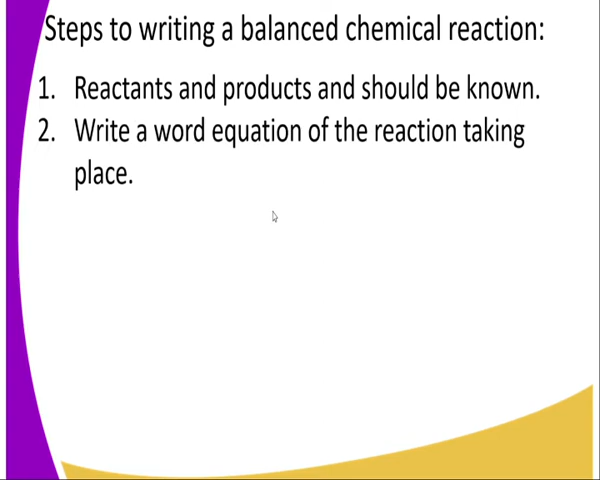 Steps to writing a balanced chemical reaction:
1. Reactants and products and should be known.
2. Write a word equation of the reaction taking
place.